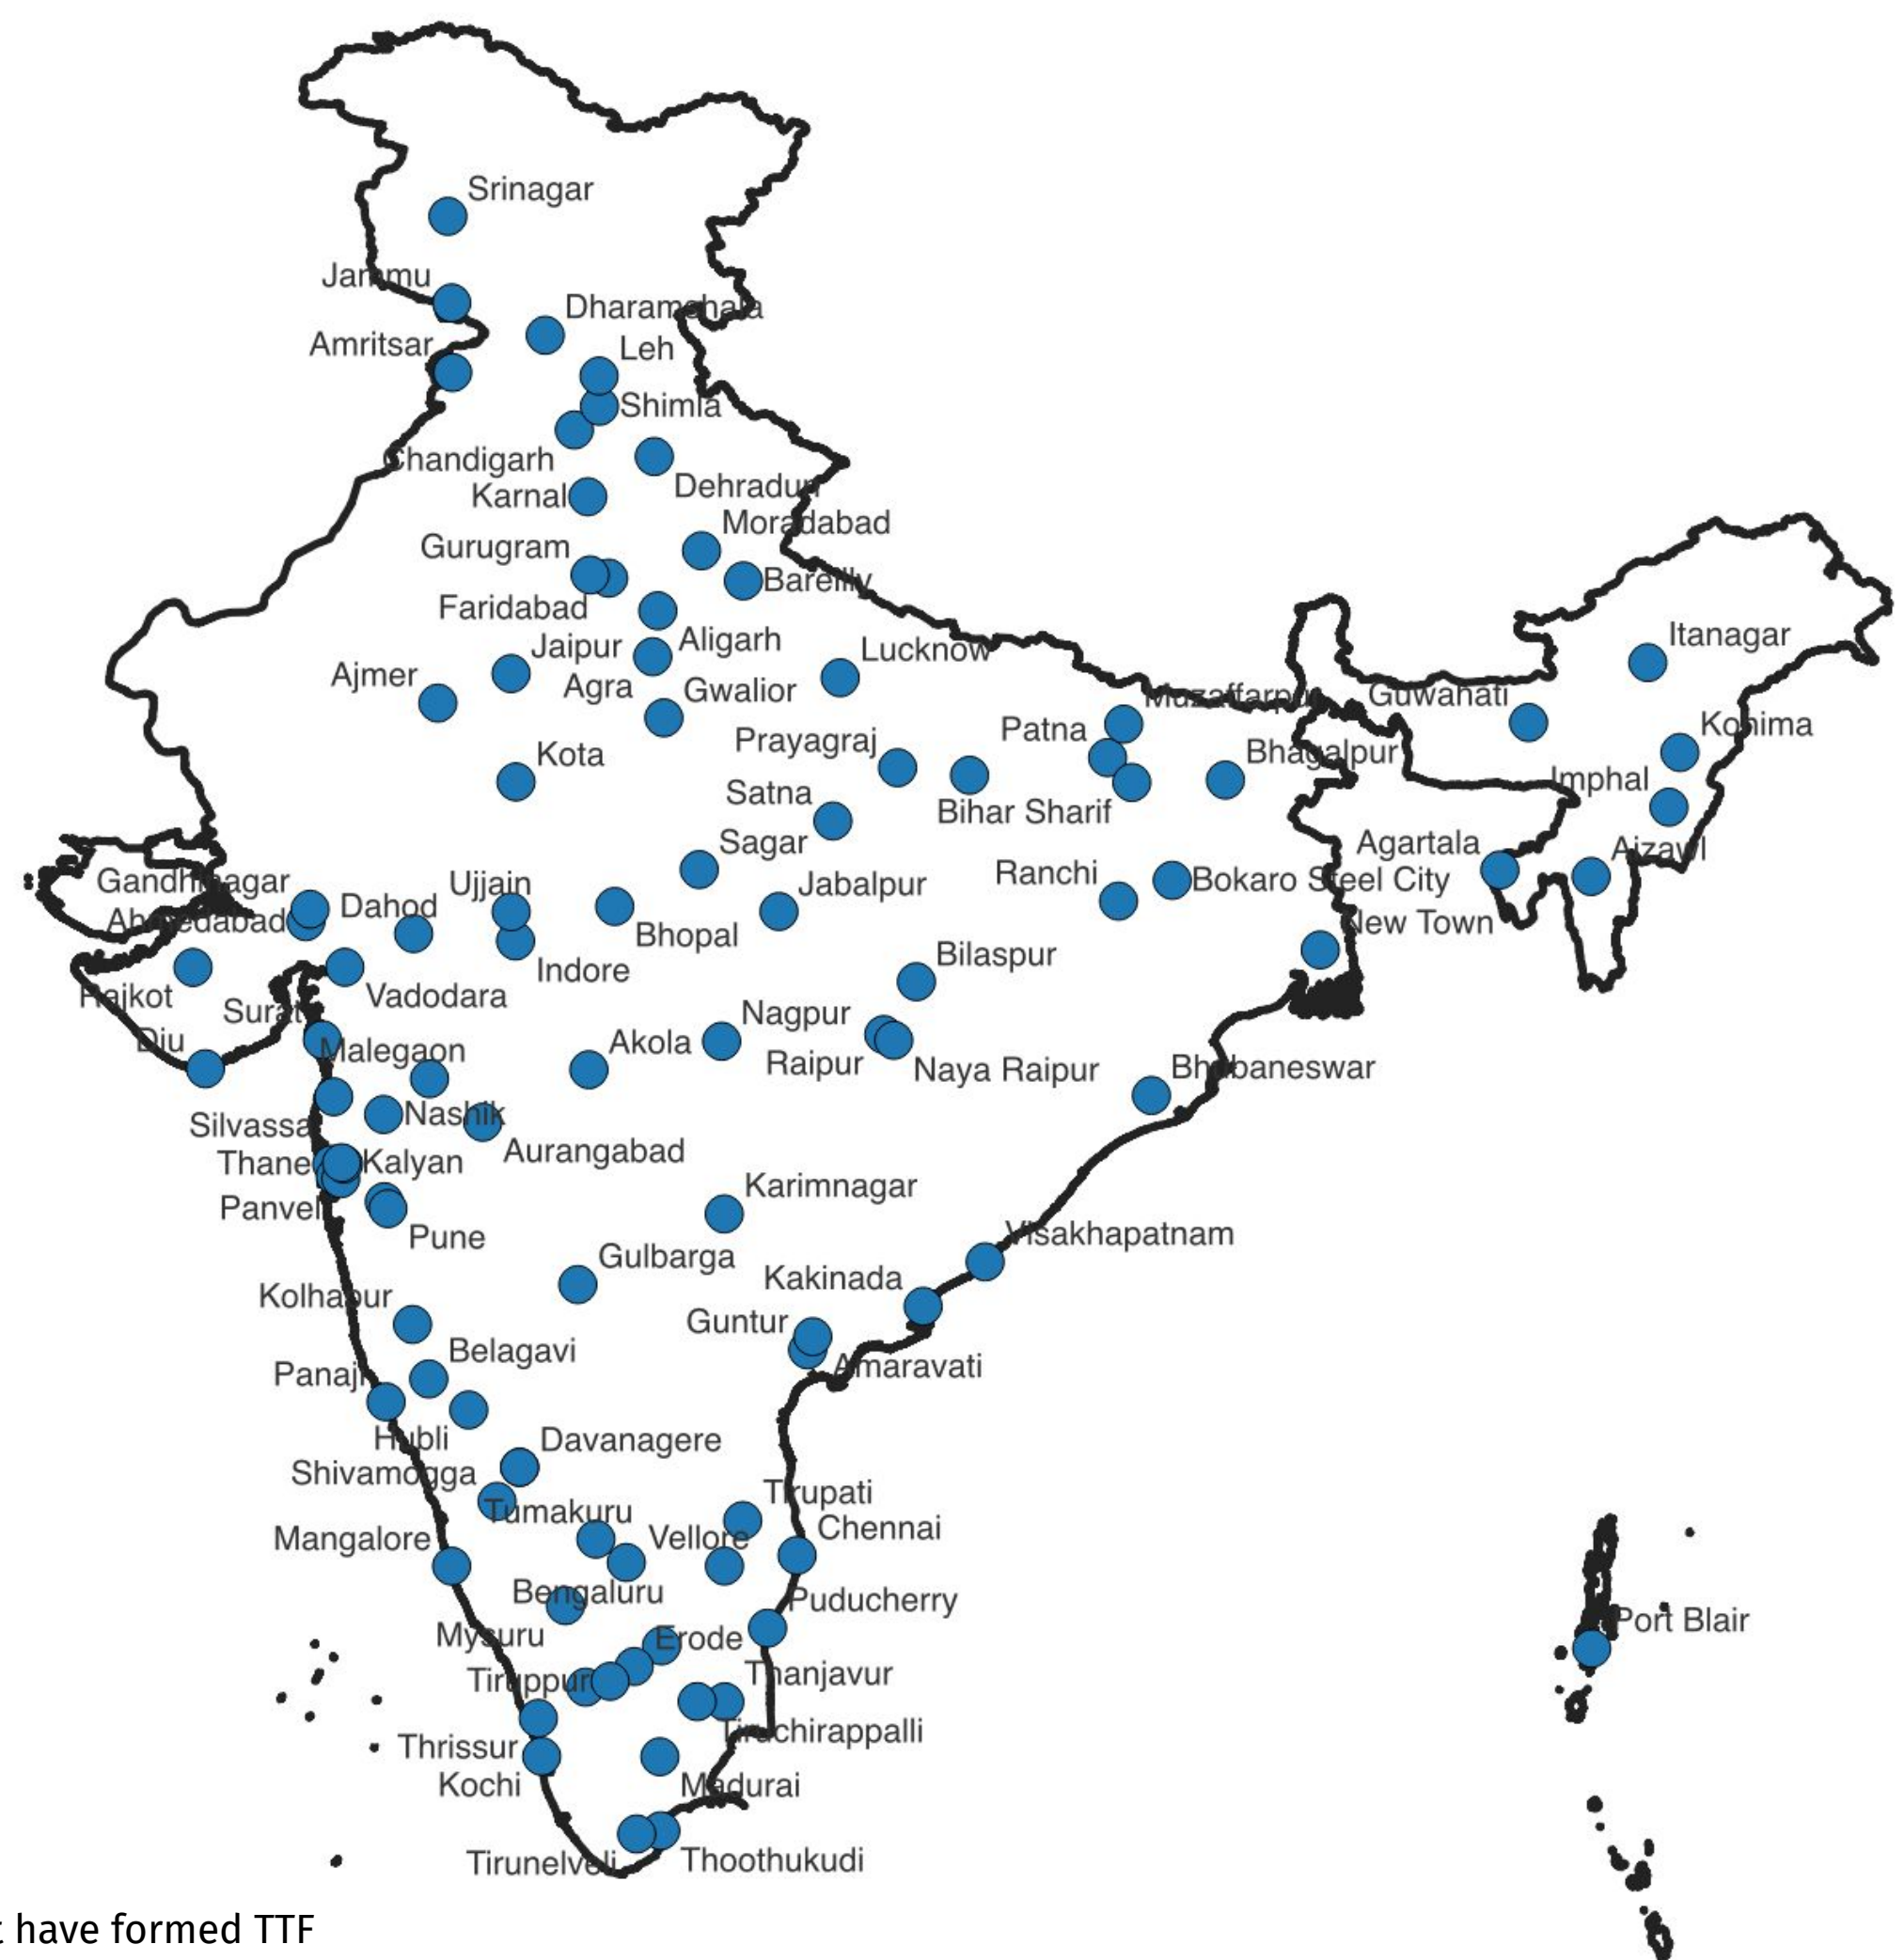 Srinagar
Jammu
Dharamshala
Amritsar
Leh
Shimla
Chandigarh
Dehradun
Karnal
Moradabad
Gurugram
Bareilly
Faridabad
Itanagar
Jaipur
Aligarh
Lucknow
Ajmer
Agra
Gwalior
Muzaffarpur
Guwahati
Kohima
Patna
Prayagraj
Kota
Bhagalpur
Imphal
Satna
Bihar Sharif
Sagar
Agartala
Aizawl
Ranchi
Bokaro Steel City
Gandhinagar
Ujjain
Jabalpur
Dahod
Ahmedabad
New Town
Bhopal
Bilaspur
Indore
Rajkot
Vadodara
Surat
Nagpur
Diu
Akola
Malegaon
Raipur
Naya Raipur
Bhubaneswar
Nashik
Silvassa
Aurangabad
Thane
Kalyan
Karimnagar
Panvel
Pune
Visakhapatnam
Gulbarga
Kakinada
Kolhapur
Guntur
Belagavi
Amaravati
Panaji
Hubli
Davanagere
Shivamogga
Tirupati
Tumakuru
Chennai
Mangalore
Vellore
Bengaluru
Puducherry
Port Blair
Mysuru
Erode
Tiruppur
Thanjavur
Tiruchirappalli
Thrissur
Kochi
Madurai
Tirunelveli
Thoothukudi
have formed TTF